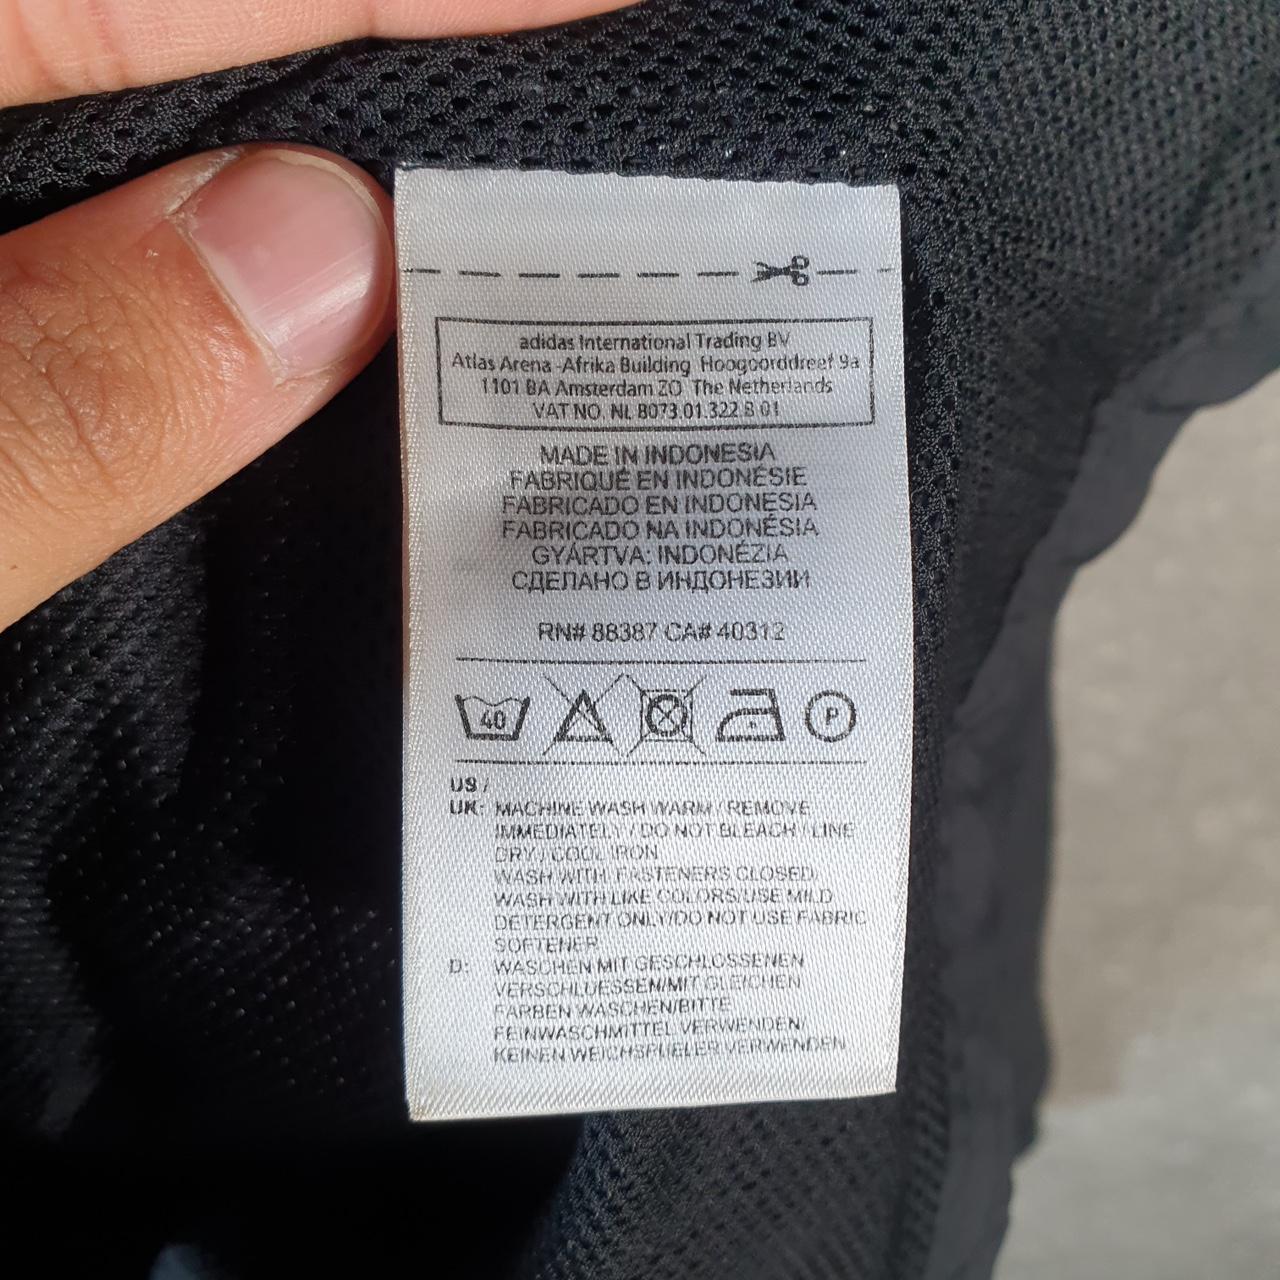 adidas International Trading BV
Atlas Arena -Afrika Building Hoogoorddreef 9a
1101 BA Amsterdam ZO The Netherlands
VAT NO. NL 8073.01.322.B.01
MADE IN INDONESIA
FABRIQUÉ EN INDONÉSIE
FABRICADO EN INDONESIA
FABRICADO NA INDONÉSIA
GYÁRTVA: INDONÉZIA
СДЕЛАНО В ИНДОНЕЗИИ
RN# 88387 CA# 40312
40 P
US /
UK: MACHINE WASH WARM / REMOVE
IMMEDIATELY / DO NOT BLEACH / LINE
DRY / COOL IRON
WASH WITH FASTENERS CLOSED
WASH WITH LIKE COLORS/USE MILD
DETERGENT ONLY/DO NOT USE FABRIC
SOFTENER
D: WASCHEN MIT GESCHLOSSENEN
VERSCHLUESSEN/MIT GLEICHEN
FARBEN WASCHEN/BITTE
FEINWASCHMITTEL VERWENDEN/
KEINEN WEICHSPUELER VERWENDEN